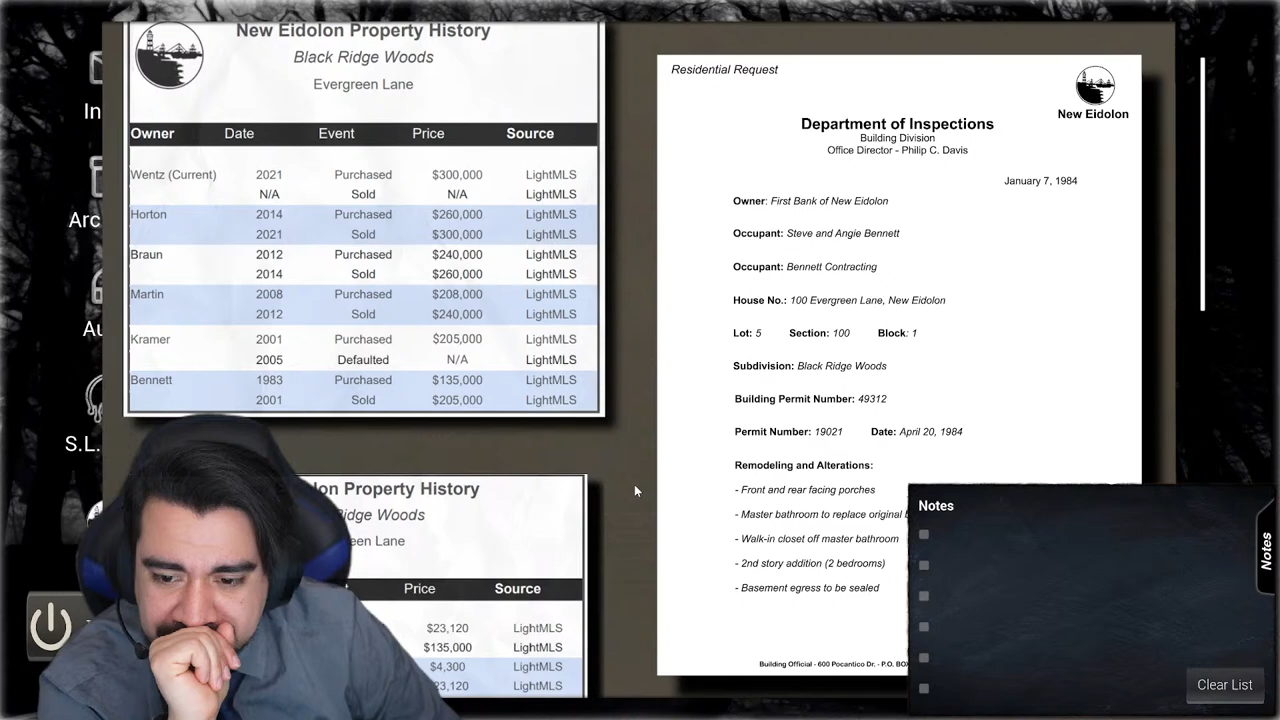 New Eidolon Property History
Black Ridge Woods
Evergreen Lane
Owner Date Event Price Source
Wentz (Current) 2021 Purchased $300,000 LightMLS
N/A Sold N/A LightMLS
Horton 2014 Purchased $260,000 LightMLS
2021 Sold $300,000 LightMLS
Braun 2012 Purchased $240,000 LightMLS
2014 Sold $260,000 LightMLS
Martin 2008 Purchased $208,000 LightMLS
2012 Sold $240,000 LightMLS
Kramer 2001 Purchased $205,000 LightMLS
2005 Defaulted N/A LightMLS
Bennett 1983 Purchased $135,000 LightMLS
2001 Sold $205,000 LightMLS
Property History
Lane
Price Source
$23,120 LightMLS
$135,000 LightMLS
$4,300 LightMLS
LightMLS
Residential Request
New Eidolon
Department of Inspections
Building Division
Office Director - Philip C. Davis
January 7, 1984
Owner: First Bank of New Eidolon
Occupant: Steve and Angie Bennett
Occupant: Bennett Contracting
House No.: 100 Evergreen Lane, New Eidolon
Lot: 5 Section: 100 Block: 1
Subdivision: Black Ridge Woods
Building Permit Number: 49312
Permit Number: 19021 Date: April 20, 1984
Remodeling and Alterations:
- Front and rear facing porches
- Master bathroom to replace original
- Walk-in closet off master bathroom
- 2nd story addition (2 bedrooms)
- Basement egress to be sealed
Building Official - 600 Pocantico Dr. - P.O. BOX
In
Arc
Au
S.L.
Notes
Notes
Clear List